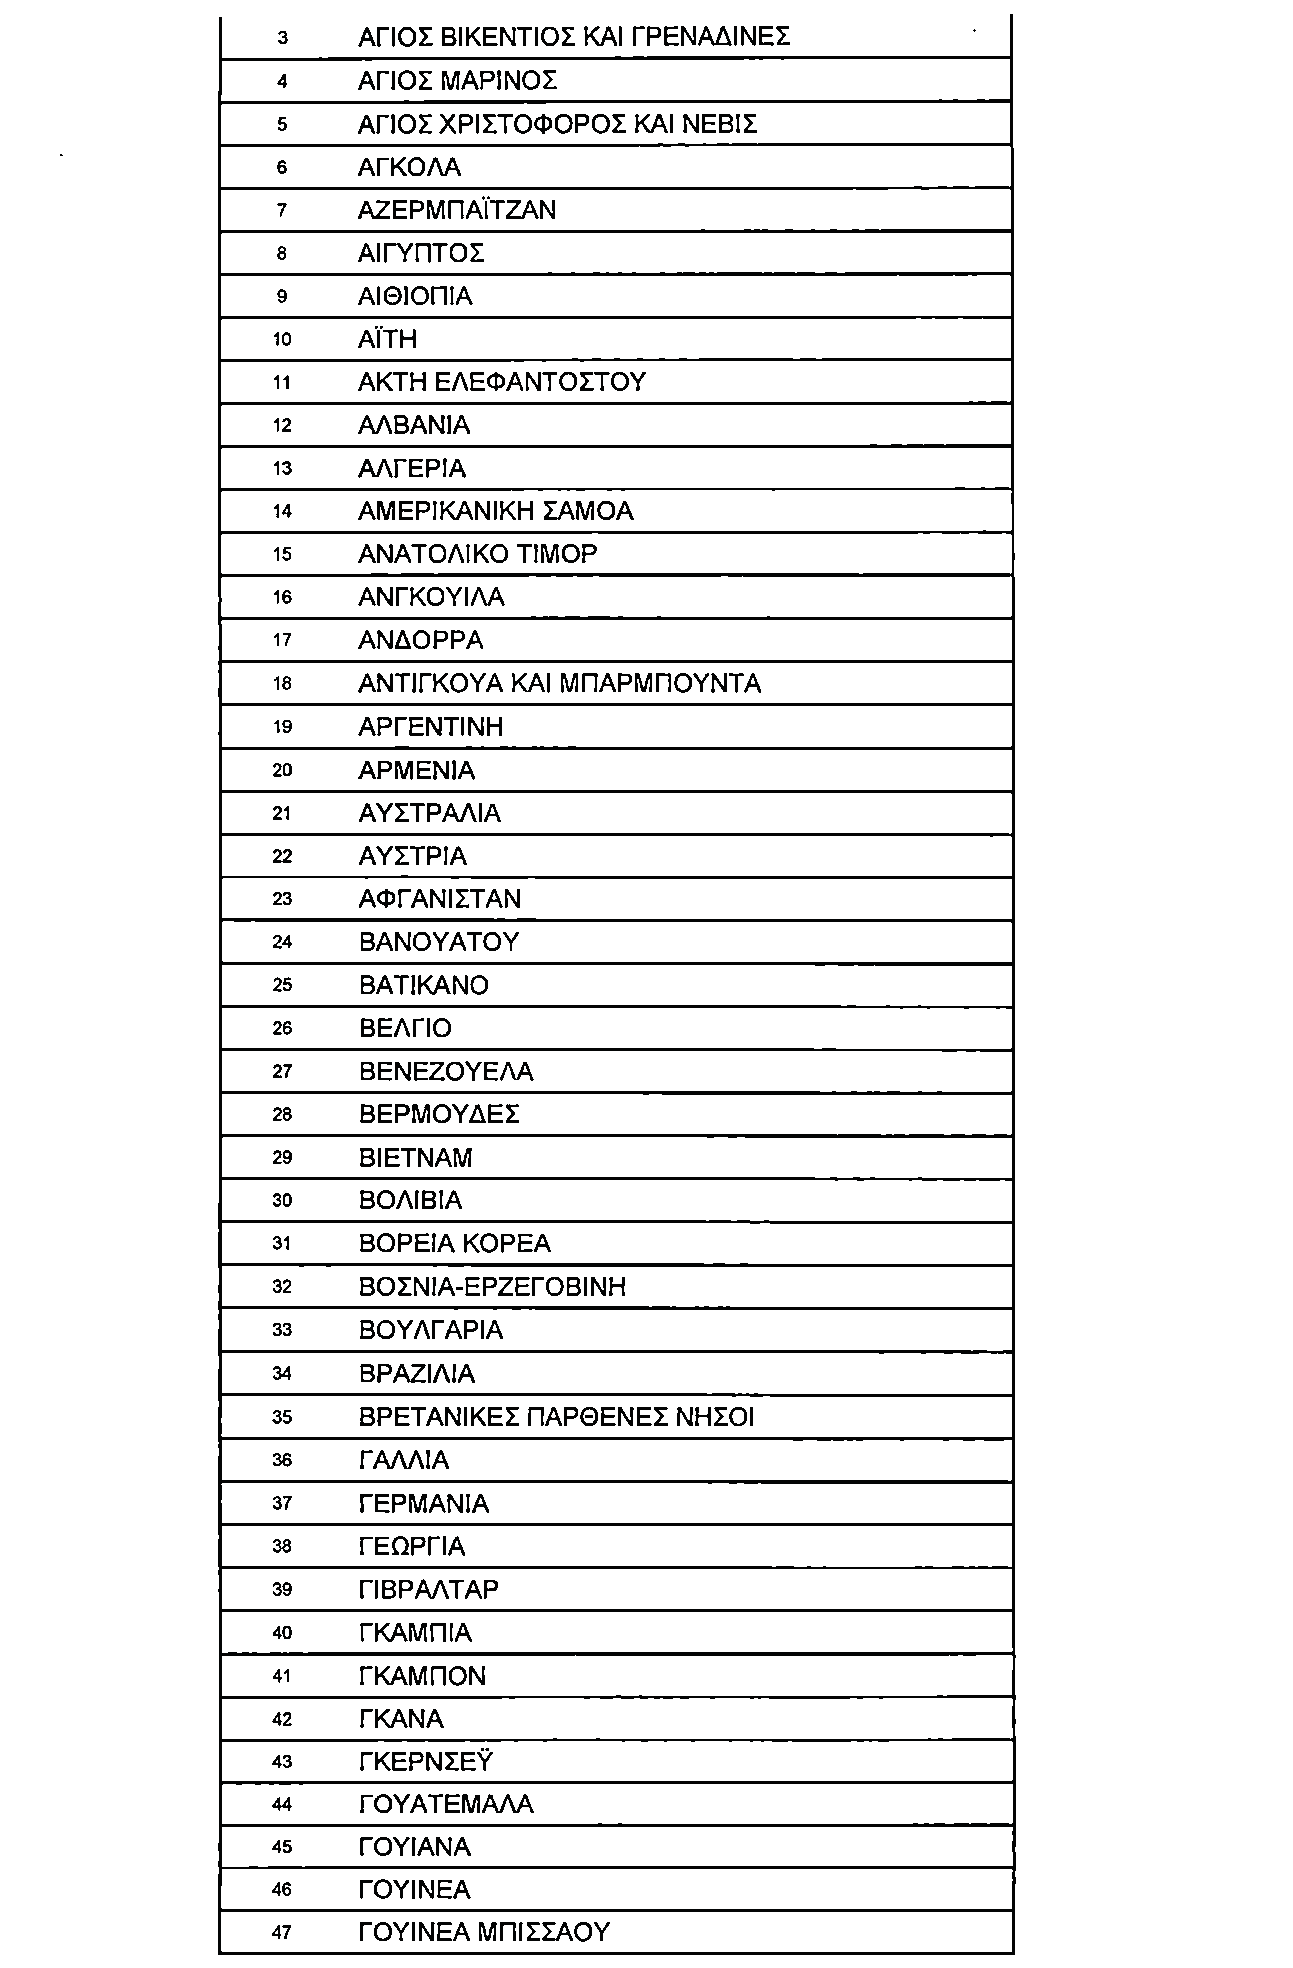 3 ΑΓΙΟΣ ΒΙΚΕΝΤΙΟΣ ΚΑΙ ΓΡΕΝΑΔΙΝΕΣ
4 ΑΓΙΟΣ ΜΑΡΙΝΟΣ
5 ΑΓΙΟΣ ΧΡΙΣΤΟΦΟΡΟΣ ΚΑΙ ΝΕΒΙΣ
6 ΑΓΚΟΛΑ
7 ΑΖΕΡΜΠΑΪΤΖΑΝ
8 ΑΙΓΥΠΤΟΣ
9 ΑΙΘΙΟΠΙΑ
10 ΑΪΤΗ
11 ΑΚΤΗ ΕΛΕΦΑΝΤΟΣΤΟΥ
12 ΑΛΒΑΝΙΑ
13 ΑΛΓΕΡΙΑ
14 ΑΜΕΡΙΚΑΝΙΚΗ ΣΑΜΟΑ
15 ΑΝΑΤΟΛΙΚΟ ΤΙΜΟΡ
16 ΑΝΓΚΟΥΙΛΑ
17 ΑΝΔΟΡΡΑ
18 ΑΝΤΙΓΚΟΥΑ ΚΑΙ ΜΠΑΡΜΠΟΥΝΤΑ
19 ΑΡΓΕΝΤΙΝΗ
20 ΑΡΜΕΝΙΑ
21 ΑΥΣΤΡΑΛΙΑ
22 ΑΥΣΤΡΙΑ
23 ΑΦΓΑΝΙΣΤΑΝ
24 ΒΑΝΟΥΑΤΟΥ
25 ΒΑΤΙΚΑΝΟ
26 ΒΕΛΓΙΟ
27 ΒΕΝΕΖΟΥΕΛΑ
28 ΒΕΡΜΟΥΔΕΣ
29 ΒΙΕΤΝΑΜ
30 ΒΟΛΙΒΙΑ
31 ΒΟΡΕΙΑ ΚΟΡΕΑ
32 ΒΟΣΝΙΑ-ΕΡΖΕΓΟΒΙΝΗ
33 ΒΟΥΛΓΑΡΙΑ
34 ΒΡΑΖΙΛΙΑ
35 ΒΡΕΤΑΝΙΚΕΣ ΠΑΡΘΕΝΕΣ ΝΗΣΟΙ
36 ΓΑΛΛΙΑ
37 ΓΕΡΜΑΝΙΑ
38 ΓΕΩΡΓΙΑ
39 ΓΙΒΡΑΛΤΑΡ
40 ΓΚΑΜΠΙΑ
41 ΓΚΑΜΠΟΝ
42 ΓΚΑΝΑ
43 ΓΚΕΡΝΣΕΫ
44 ΓΟΥΑΤΕΜΑΛΑ
45 ΓΟΥΙΑΝΑ
46 ΓΟΥΙΝΕΑ
47 ΓΟΥΙΝΕΑ ΜΠΙΣΣΑΟΥ